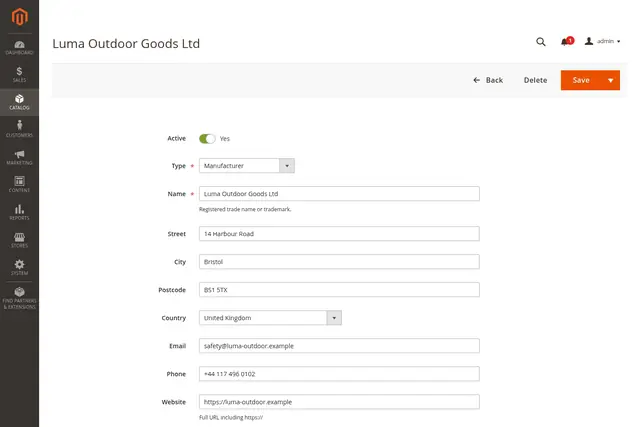 Luma Outdoor Goods Ltd
1
admin
Back
Delete
Save
DASHBOARD
SALES
CATALOG
CUSTOMERS
MARKETING
CONTENT
REPORTS
STORES
SYSTEM
FIND PARTNERS
& EXTENSIONS
Active Yes
Type * Manufacturer
Name * Luma Outdoor Goods Ltd
Registered trade name or trademark.
Street 14 Harbour Road
City Bristol
Postcode BS1 5TX
Country United Kingdom
Email safety@luma-outdoor.example
Phone +44 117 496 0102
Website https://luma-outdoor.example
Full URL including https://